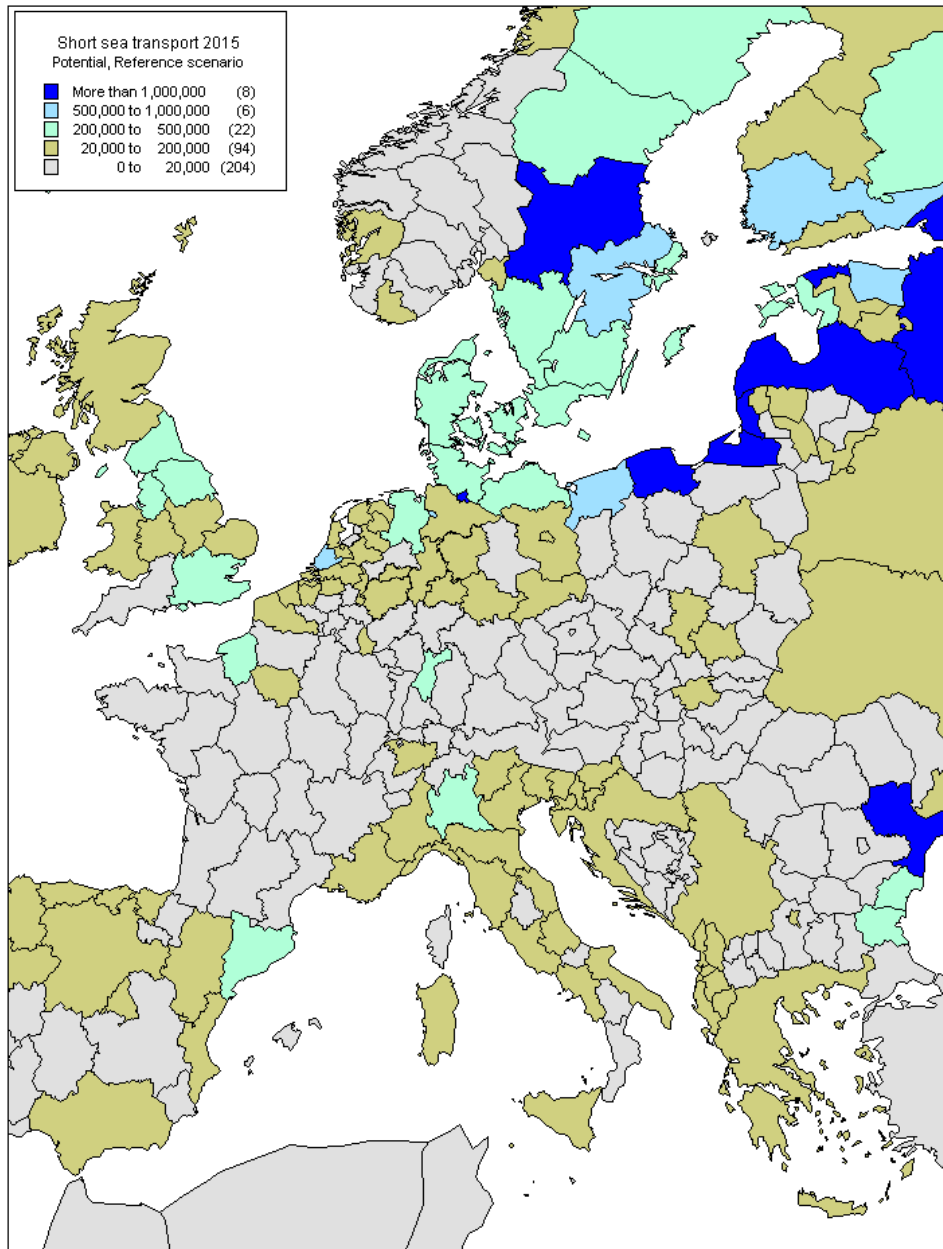 Short sea transport 2015
Potential, Reference scenario
More than 1,000,000 (8)
500,000 to 1,000,000 (6)
200,000 to 500,000 (22)
20,000 to 200,000 (94)
0 to 20,000 (204)